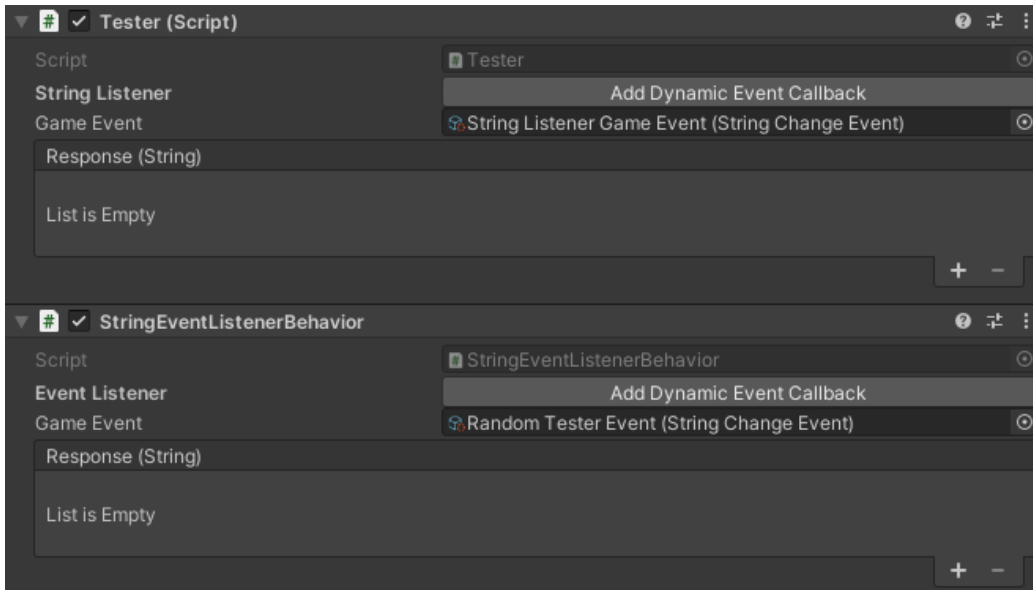 Tester (Script)
Script Tester
String Listener Add Dynamic Event Callback
Game Event String Listener Game Event (String Change Event)
Response (String)
List is Empty
+ −
StringEventListenerBehavior
Script StringEventListenerBehavior
Event Listener Add Dynamic Event Callback
Game Event Random Tester Event (String Change Event)
Response (String)
List is Empty
+ −